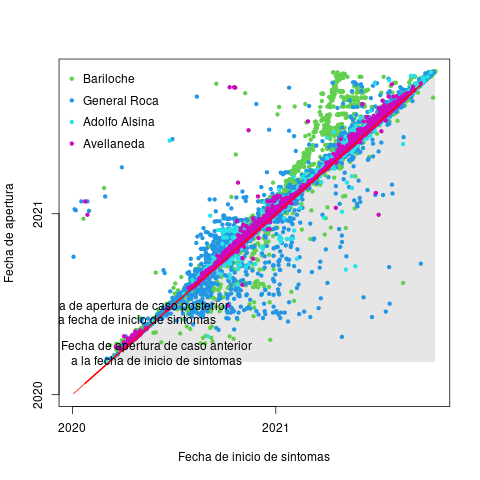 Bariloche
General Roca
Adolfo Alsina
Avellaneda
Fecha de apertura
2021
2020
a de apertura de caso posterior
a fecha de inicio de sintomas
Fecha de apertura de caso anterior
a la fecha de inicio de sintomas
2020
2021
Fecha de inicio de síntomas